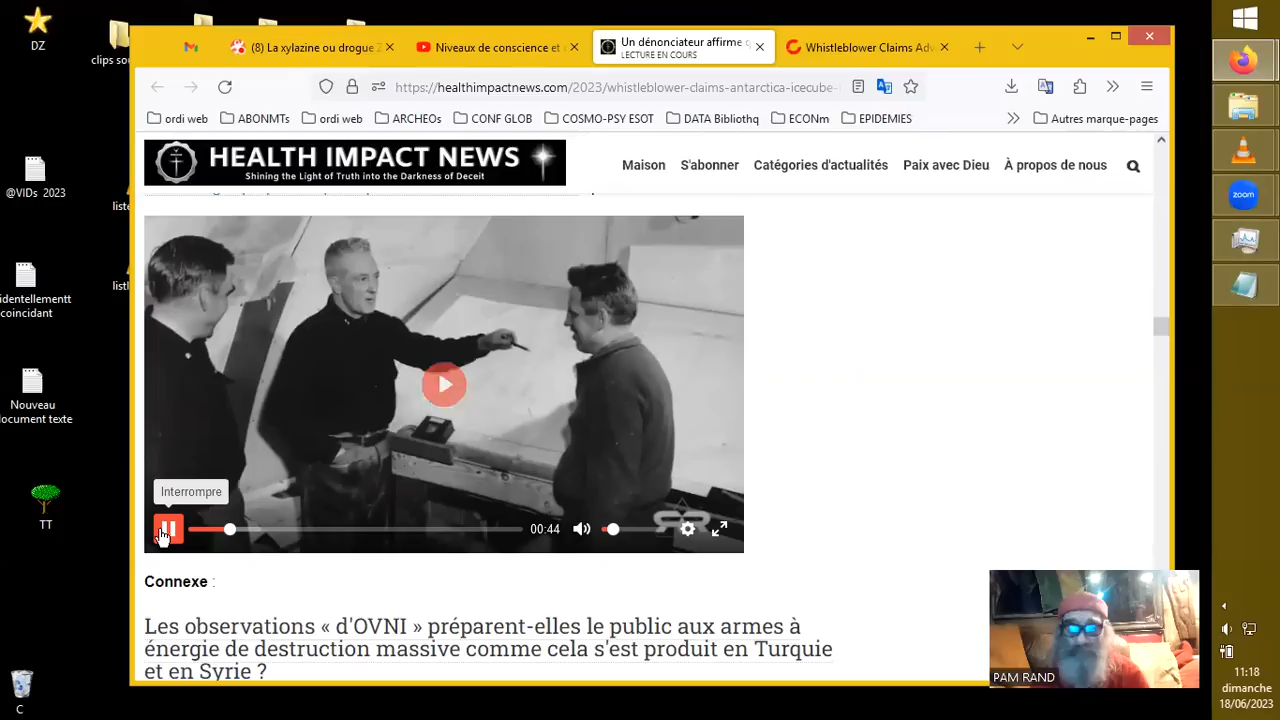 DZ
clips sou
@VIDs 2023
liste
identellementt
coincidant
listl
Nouveau
document texte
TT
C
(8) La xylazine ou drogue Z
Niveaux de conscience et c
Un dénonciateur affirme q
LECTURE EN COURS
Whistleblower Claims Adv
https://healthimpactnews.com/2023/whistleblower-claims-antarctica-icecube-
ordi web
ABONMTs
ordi web
ARCHEOs
CONF GLOB
COSMO-PSY ESOT
DATA Bibliothq
ECONm
EPIDEMIES
Autres marque-pages
HEALTH IMPACT NEWS
Shining the Light of Truth into the Darkness of Deceit
Maison
S'abonner
Catégories d'actualités
Paix avec Dieu
À propos de nous
Interrompre
00:44
Connexe :
Les observations « d'OVNI » préparent-elles le public aux armes à
énergie de destruction massive comme cela s'est produit en Turquie
et en Syrie ?
PAM RAND
zoom
11:18
dimanche
18/06/2023